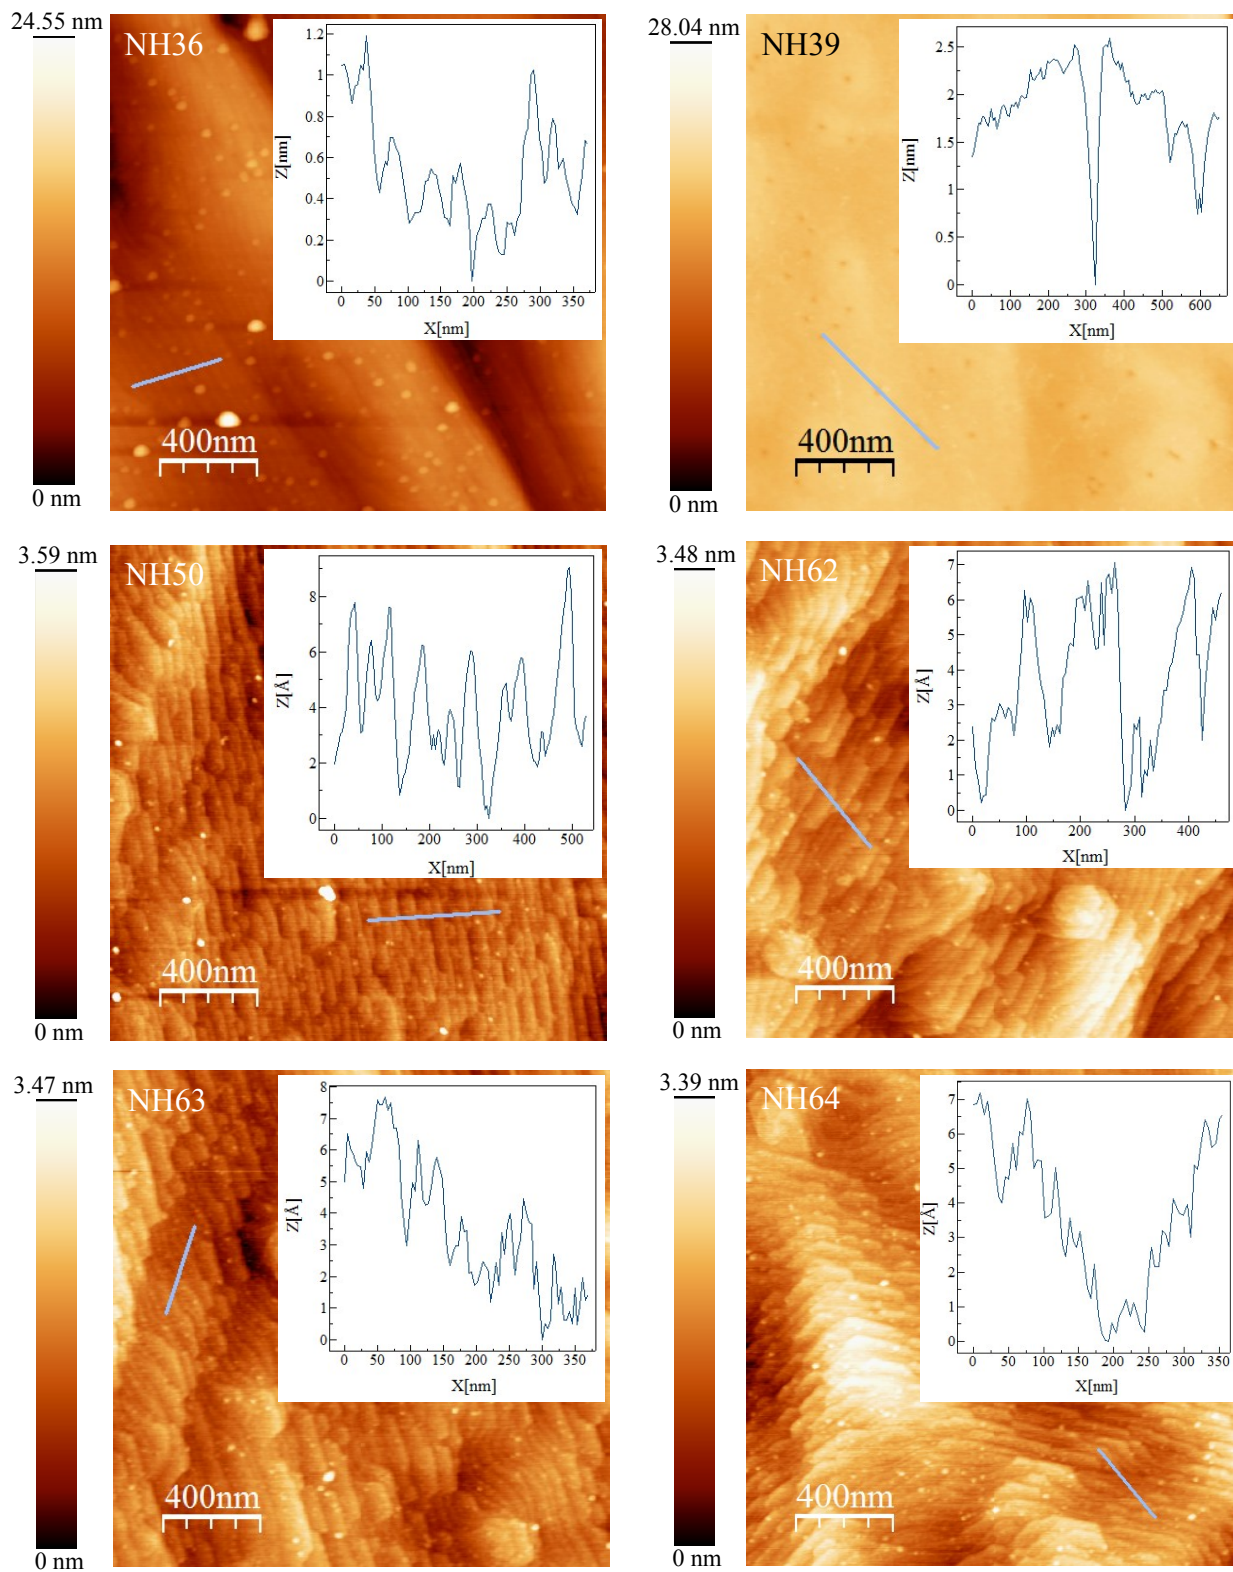 24.55 nm
NH36
0 nm
400nm
Z[nm]
1.2
1
0.8
0.6
0.4
0.2
0
0 50 100 150 200 250 300 350
X[nm]
28.04 nm
NH39
0 nm
400nm
Z[nm]
2.5
2
1.5
1
0.5
0
0 100 200 300 400 500 600
X[nm]
3.59 nm
NH50
0 nm
400nm
Z[Å]
8
6
4
2
0
0 100 200 300 400 500
X[nm]
3.48 nm
NH62
0 nm
400nm
Z[Å]
7
6
5
4
3
2
1
0
0 100 200 300 400
X[nm]
3.47 nm
NH63
0 nm
400nm
Z[Å]
8
7
6
5
4
3
2
1
0
0 50 100 150 200 250 300 350
X[nm]
3.39 nm
NH64
0 nm
400nm
Z[Å]
7
6
5
4
3
2
1
0
0 50 100 150 200 250 300 350
X[nm]